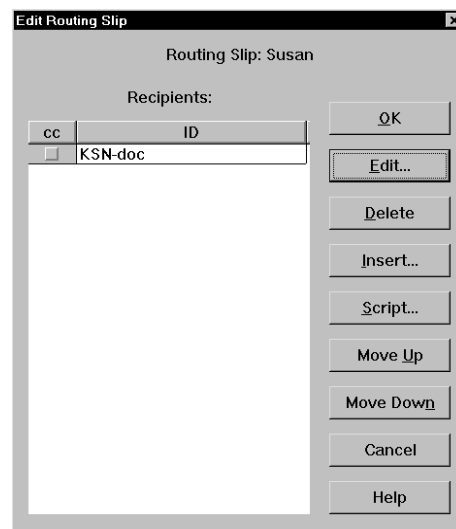 Edit Routing Slip
Routing Slip: Susan
Recipients:
cc ID
KSN-doc
OK
Edit...
Delete
Insert...
Script...
Move Up
Move Down
Cancel
Help